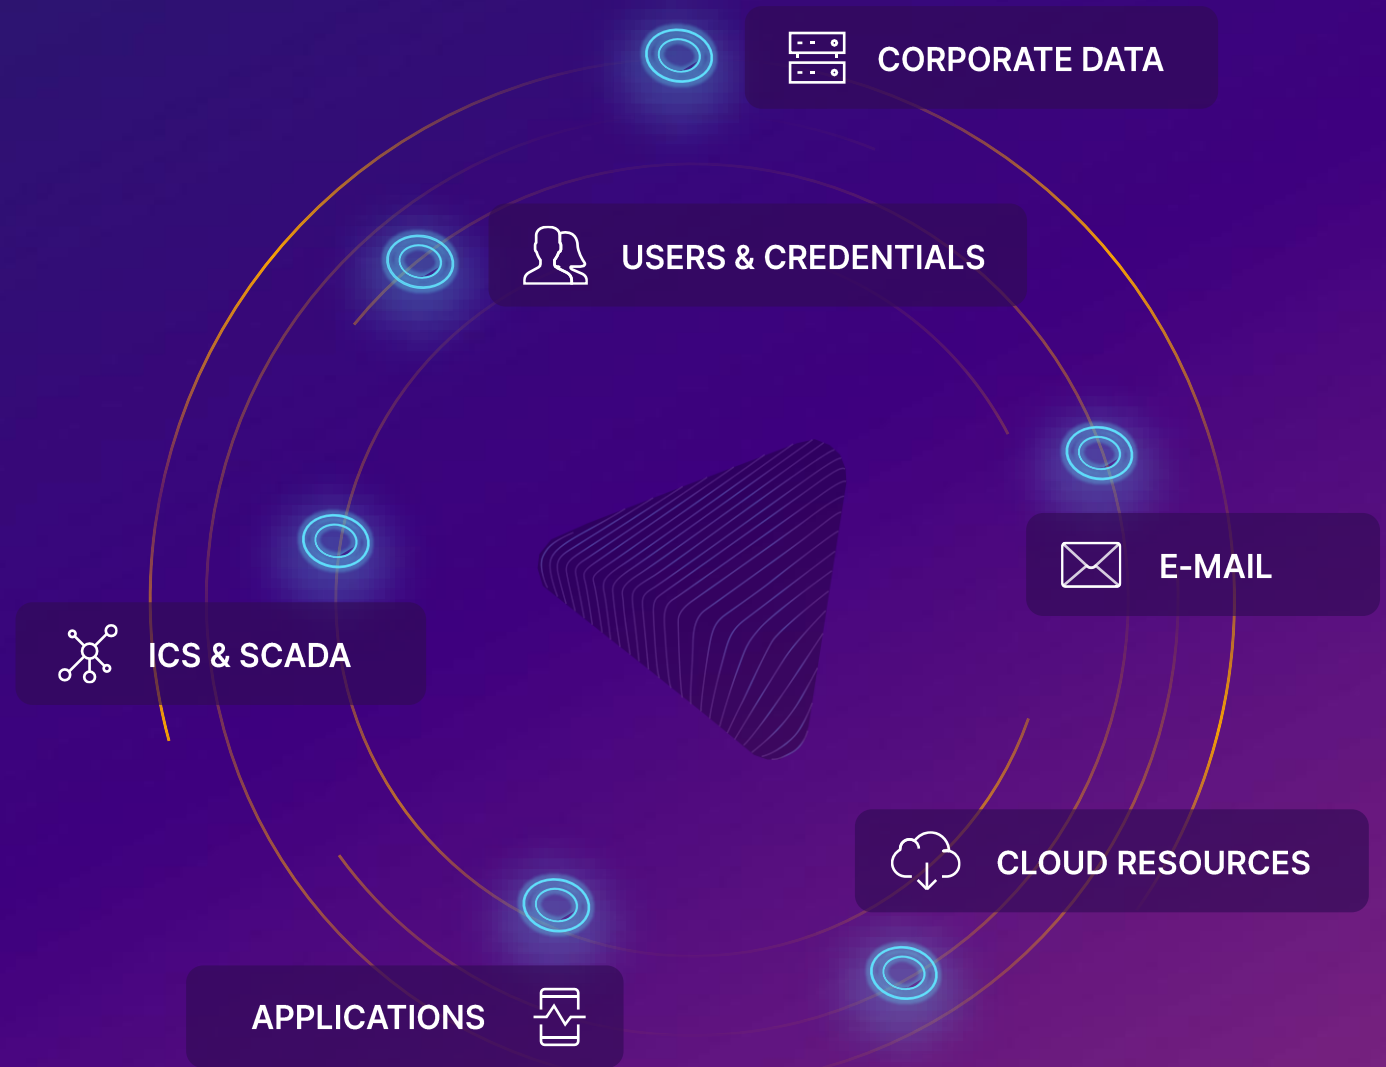 CORPORATE DATA
USERS & CREDENTIALS
E-MAIL
ICS & SCADA
CLOUD RESOURCES
APPLICATIONS